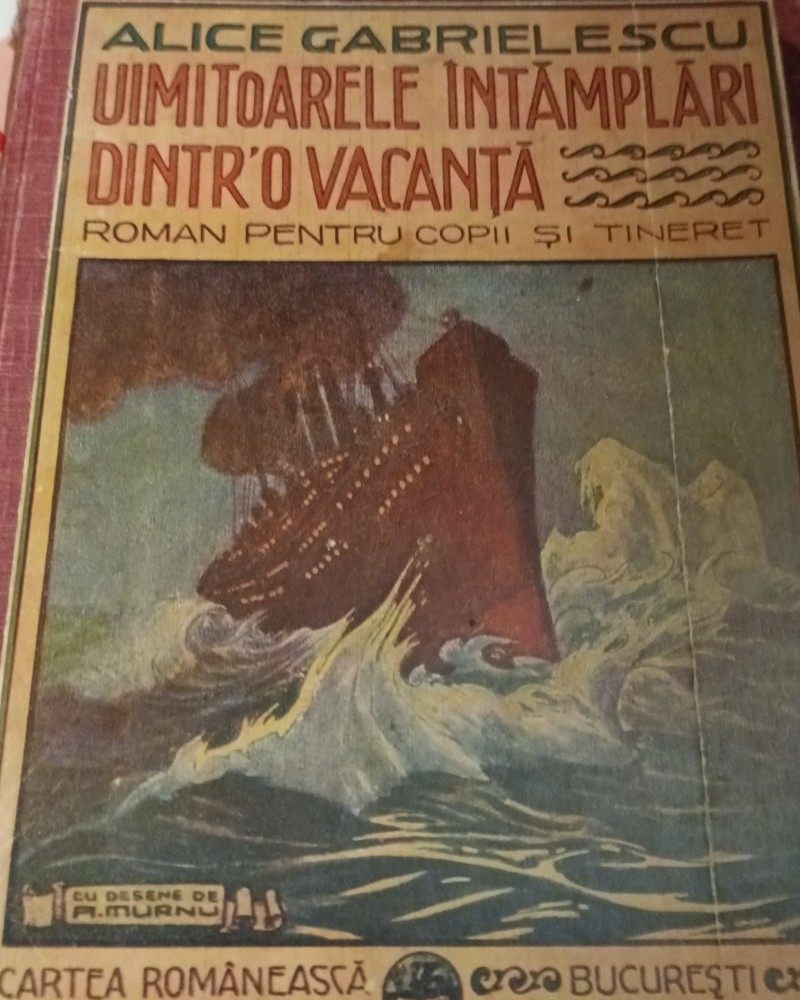 ALICE GABRIELESCU
UIMITOARELE ÎNTÂMPLĂRI
DINTR'O VACANȚĂ
ROMAN PENTRU COPII ȘI TINERET
CU DESENE DE
A. MURNU
CARTEA ROMÂNEASCĂ BUCUREȘTI